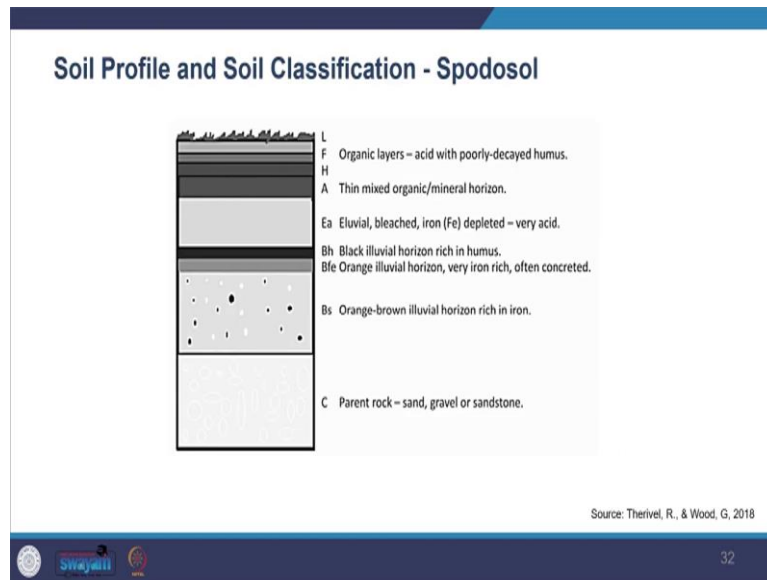 Soil Profile and Soil Classification - Spodosol
L
F Organic layers – acid with poorly-decayed humus.
H
A Thin mixed organic/mineral horizon.
Ea Eluvial, bleached, iron (Fe) depleted – very acid.
Bh Black illuvial horizon rich in humus.
Bfe Orange illuvial horizon, very iron rich, often concreted.
Bs Orange-brown illuvial horizon rich in iron.
C Parent rock – sand, gravel or sandstone.
Source: Therivel, R., & Wood, G, 2018
swayam
32